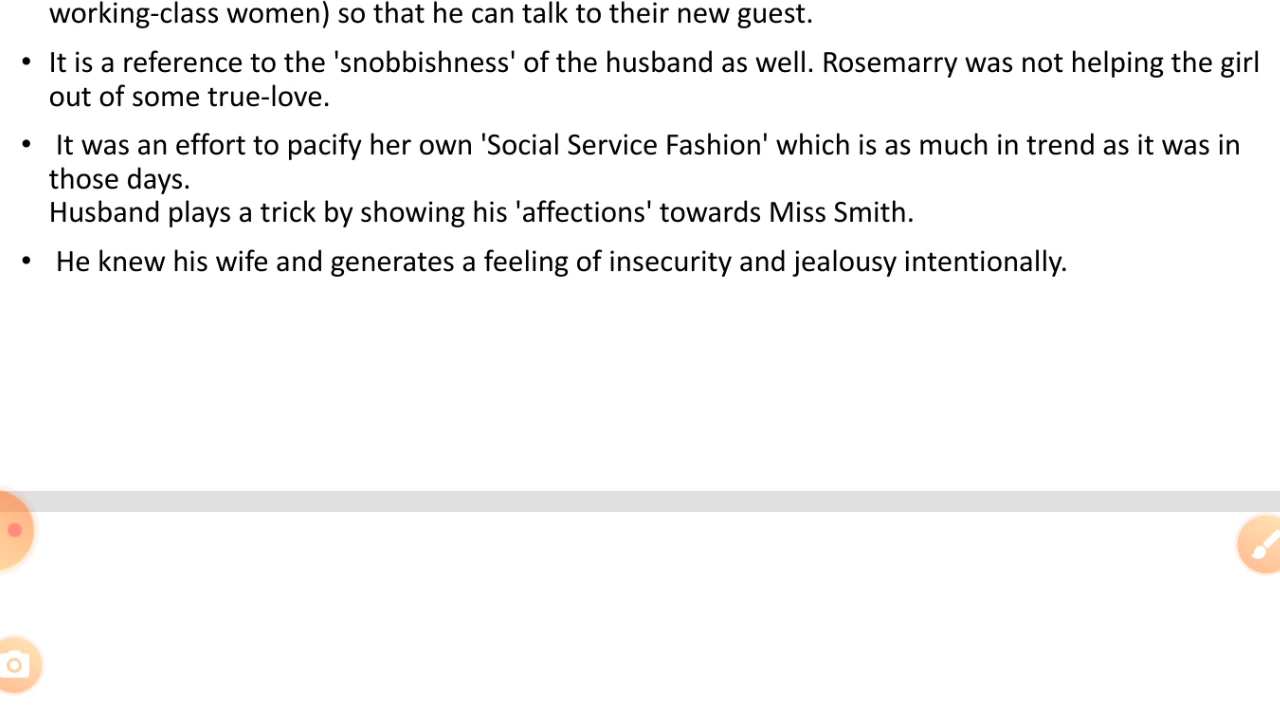 working-class women) so that he can talk to their new guest.
• It is a reference to the 'snobbishness' of the husband as well. Rosemarry was not helping the girl
out of some true-love.
• It was an effort to pacify her own 'Social Service Fashion' which is as much in trend as it was in
those days.
Husband plays a trick by showing his 'affections' towards Miss Smith.
• He knew his wife and generates a feeling of insecurity and jealousy intentionally.